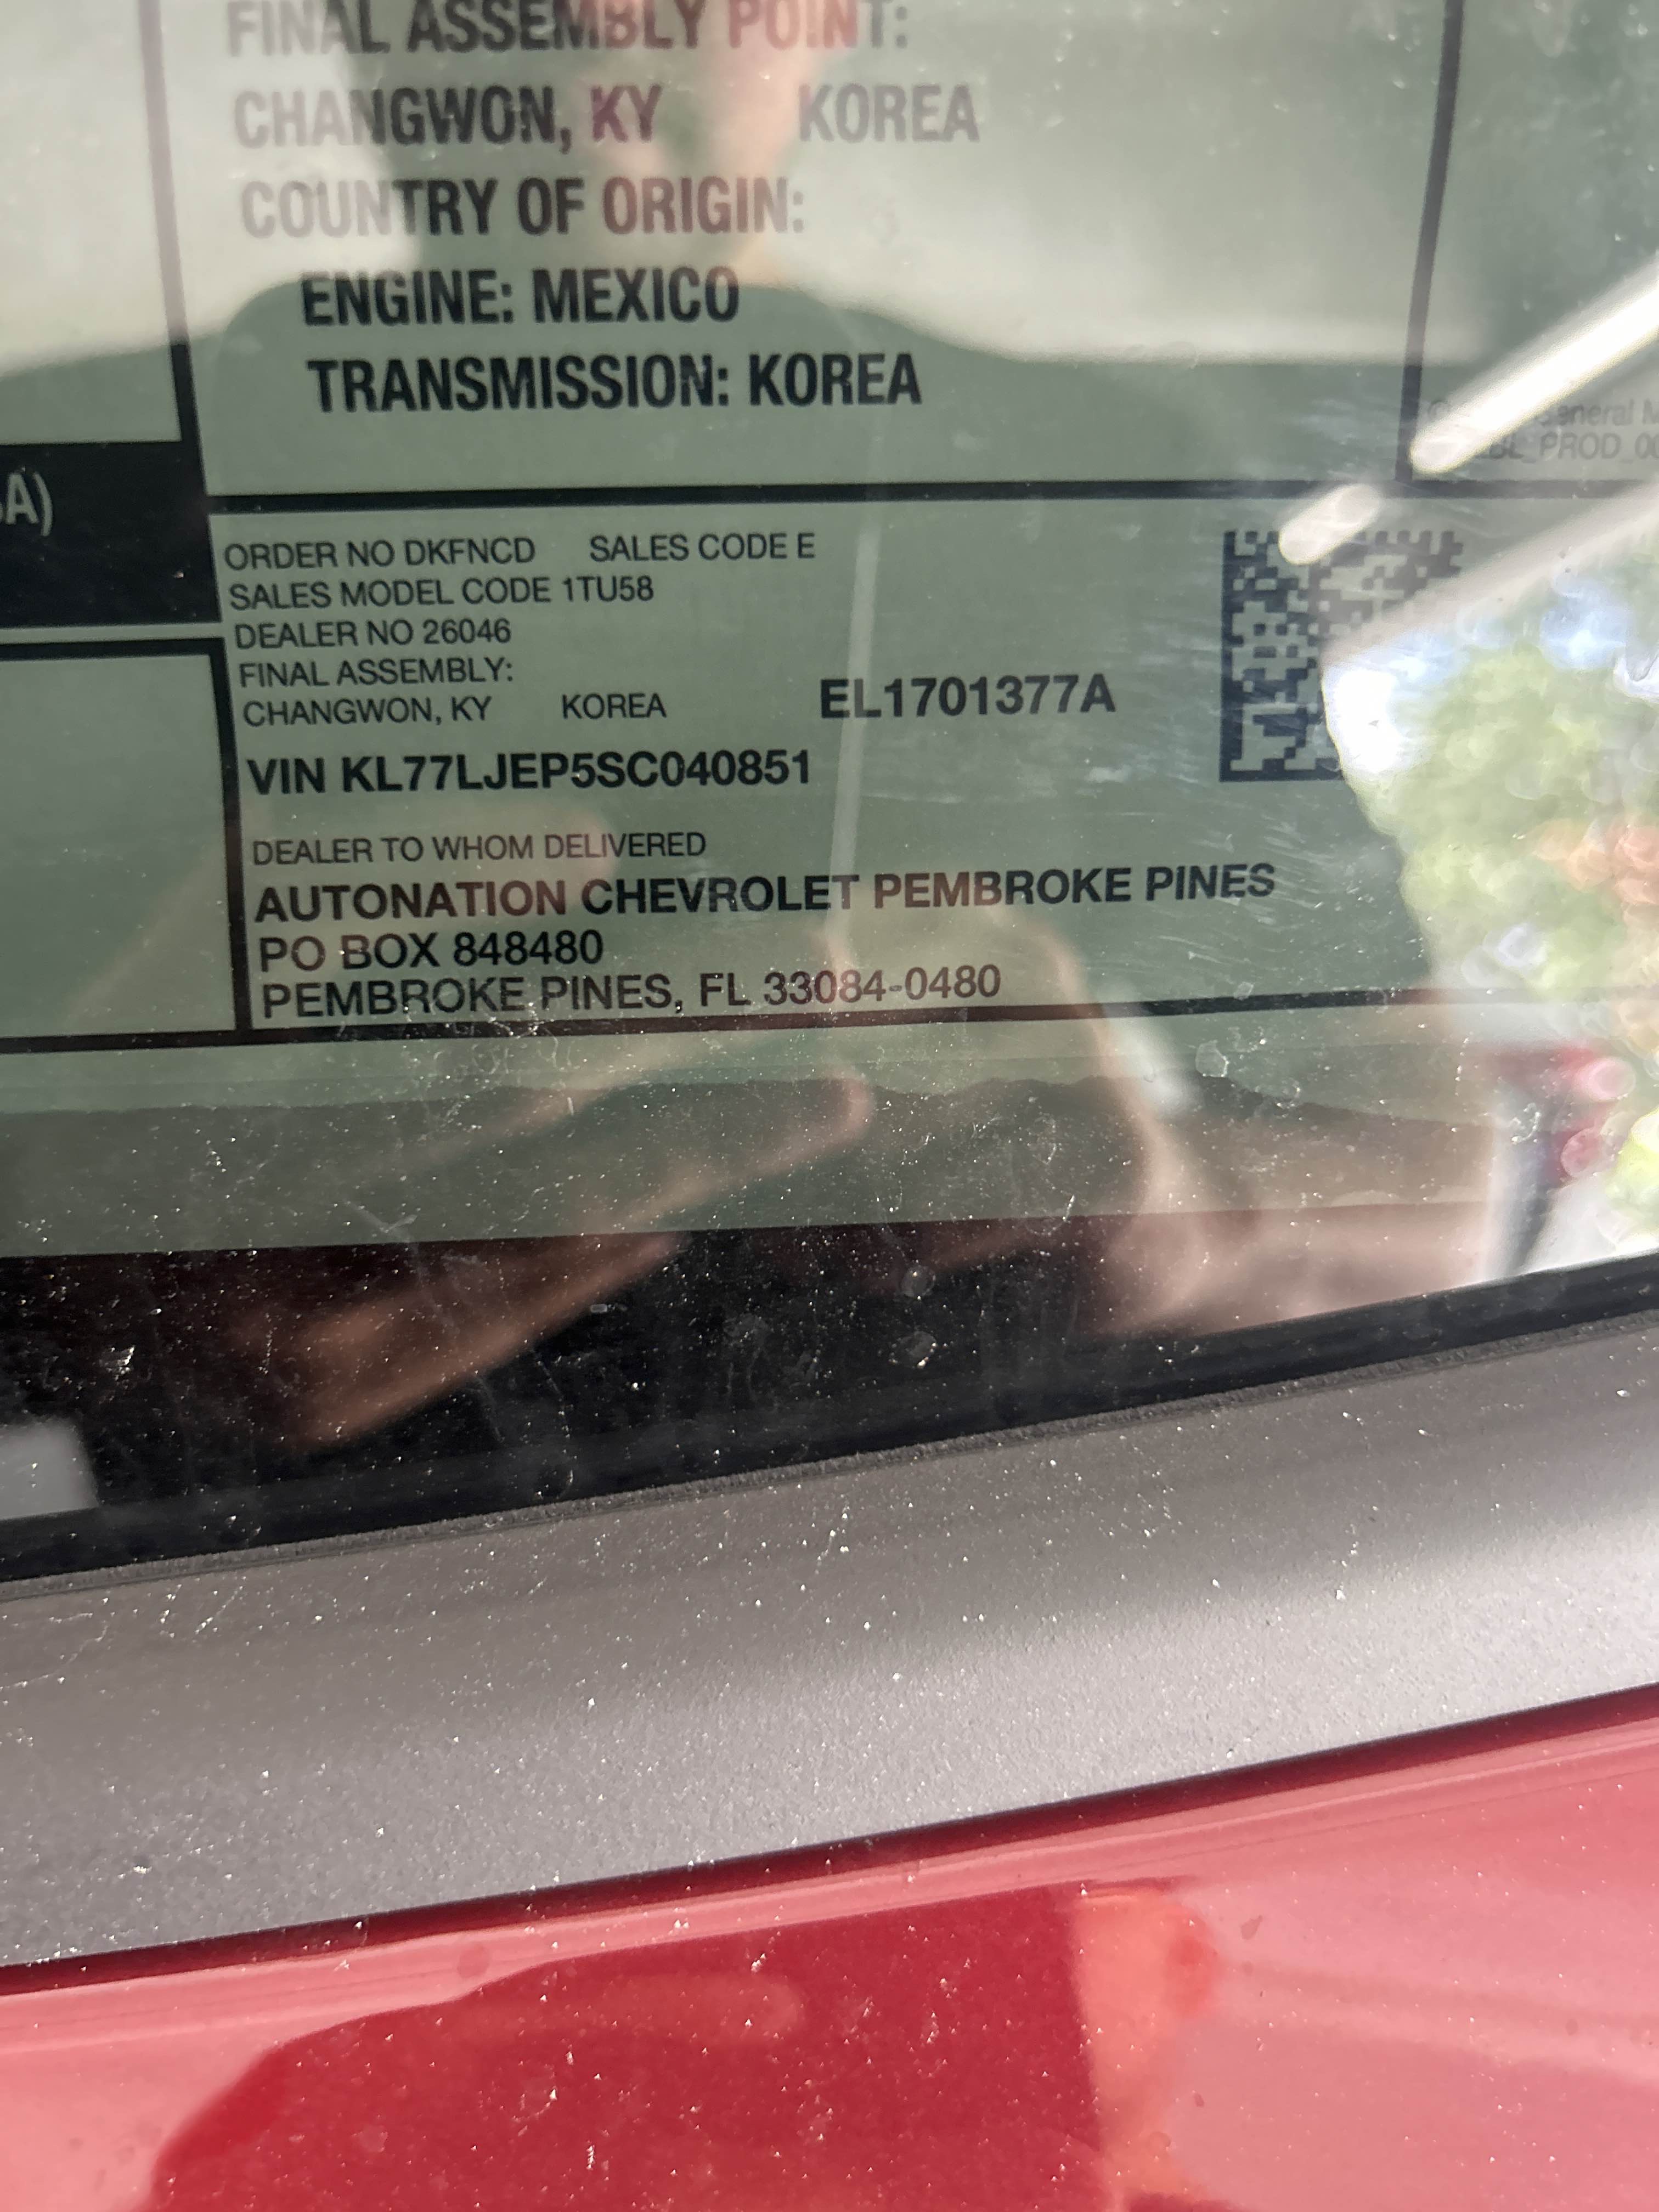 FINAL ASSEMBLY POINT:
CHANGWON, KY KOREA
COUNTRY OF ORIGIN:
ENGINE: MEXICO
TRANSMISSION: KOREA
General
PROD
A)
ORDER NO DKFNCD SALES CODE E
SALES MODEL CODE 1TU58
DEALER NO 26046
FINAL ASSEMBLY:
CHANGWON, KY KOREA EL1701377A
VIN KL77LJEP5SC040851
DEALER TO WHOM DELIVERED
AUTONATION CHEVROLET PEMBROKE PINES
PO BOX 848480
PEMBROKE PINES, FL 33084-0480